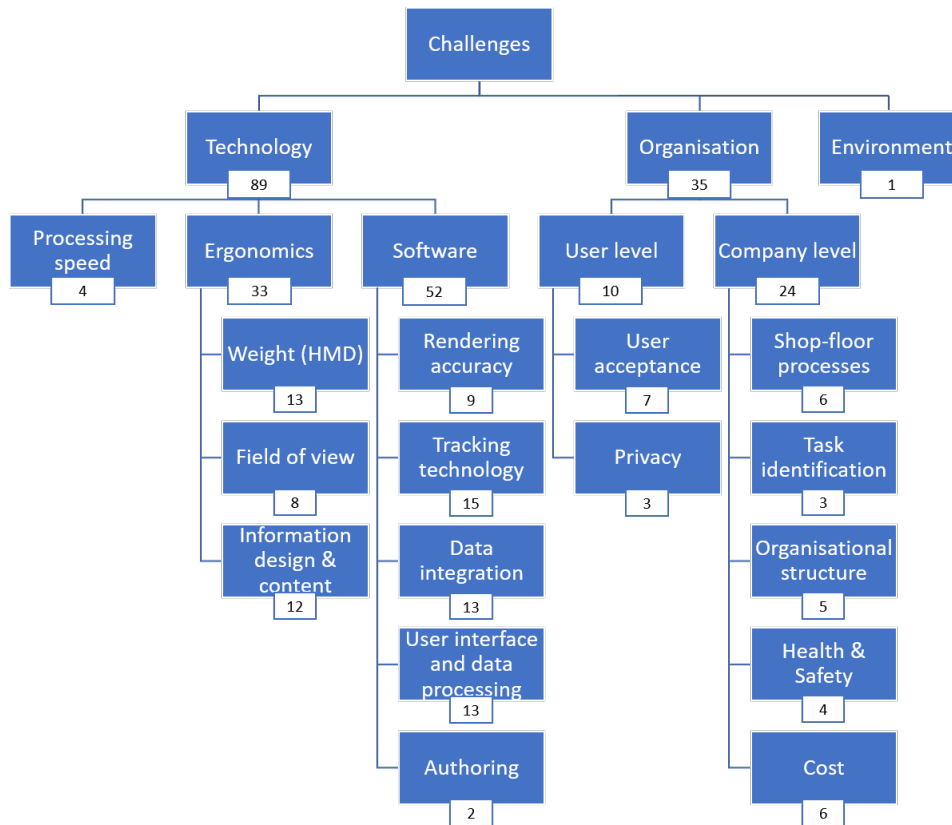 Challenges
Technology
89
Organisation
35
Environment
1
Processing
speed
4
Ergonomics
33
Software
52
User level
10
Company level
24
Weight (HMD)
13
Field of view
8
Information
design &
content
12
Rendering
accuracy
9
Tracking
technology
15
Data
integration
13
User interface
and data
processing
13
Authoring
2
User
acceptance
7
Privacy
3
Shop-floor
processes
6
Task
identification
3
Organisational
structure
5
Health &
Safety
4
Cost
6